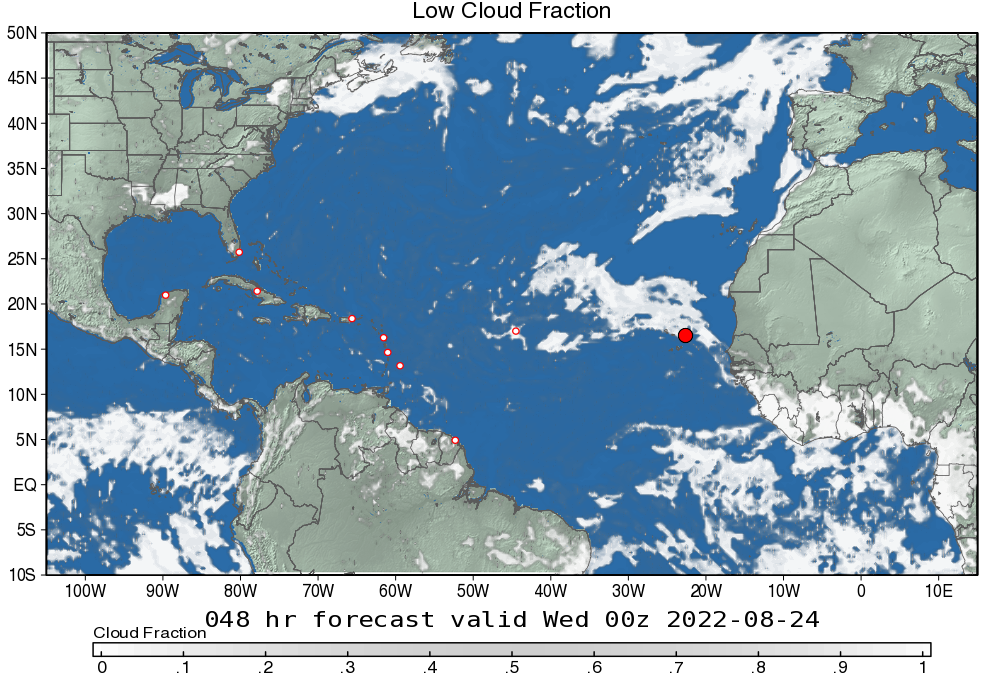 Low Cloud Fraction
50N
45N
40N
35N
30N
25N
20N
15N
10N
5N
EQ
5S
10S
100W 90W 80W 70W 60W 50W 40W 30W 20W 10W 0 10E
048 hr forecast valid Wed 00z 2022-08-24
Cloud Fraction
0 .1 .2 .3 .4 .5 .6 .7 .8 .9 1